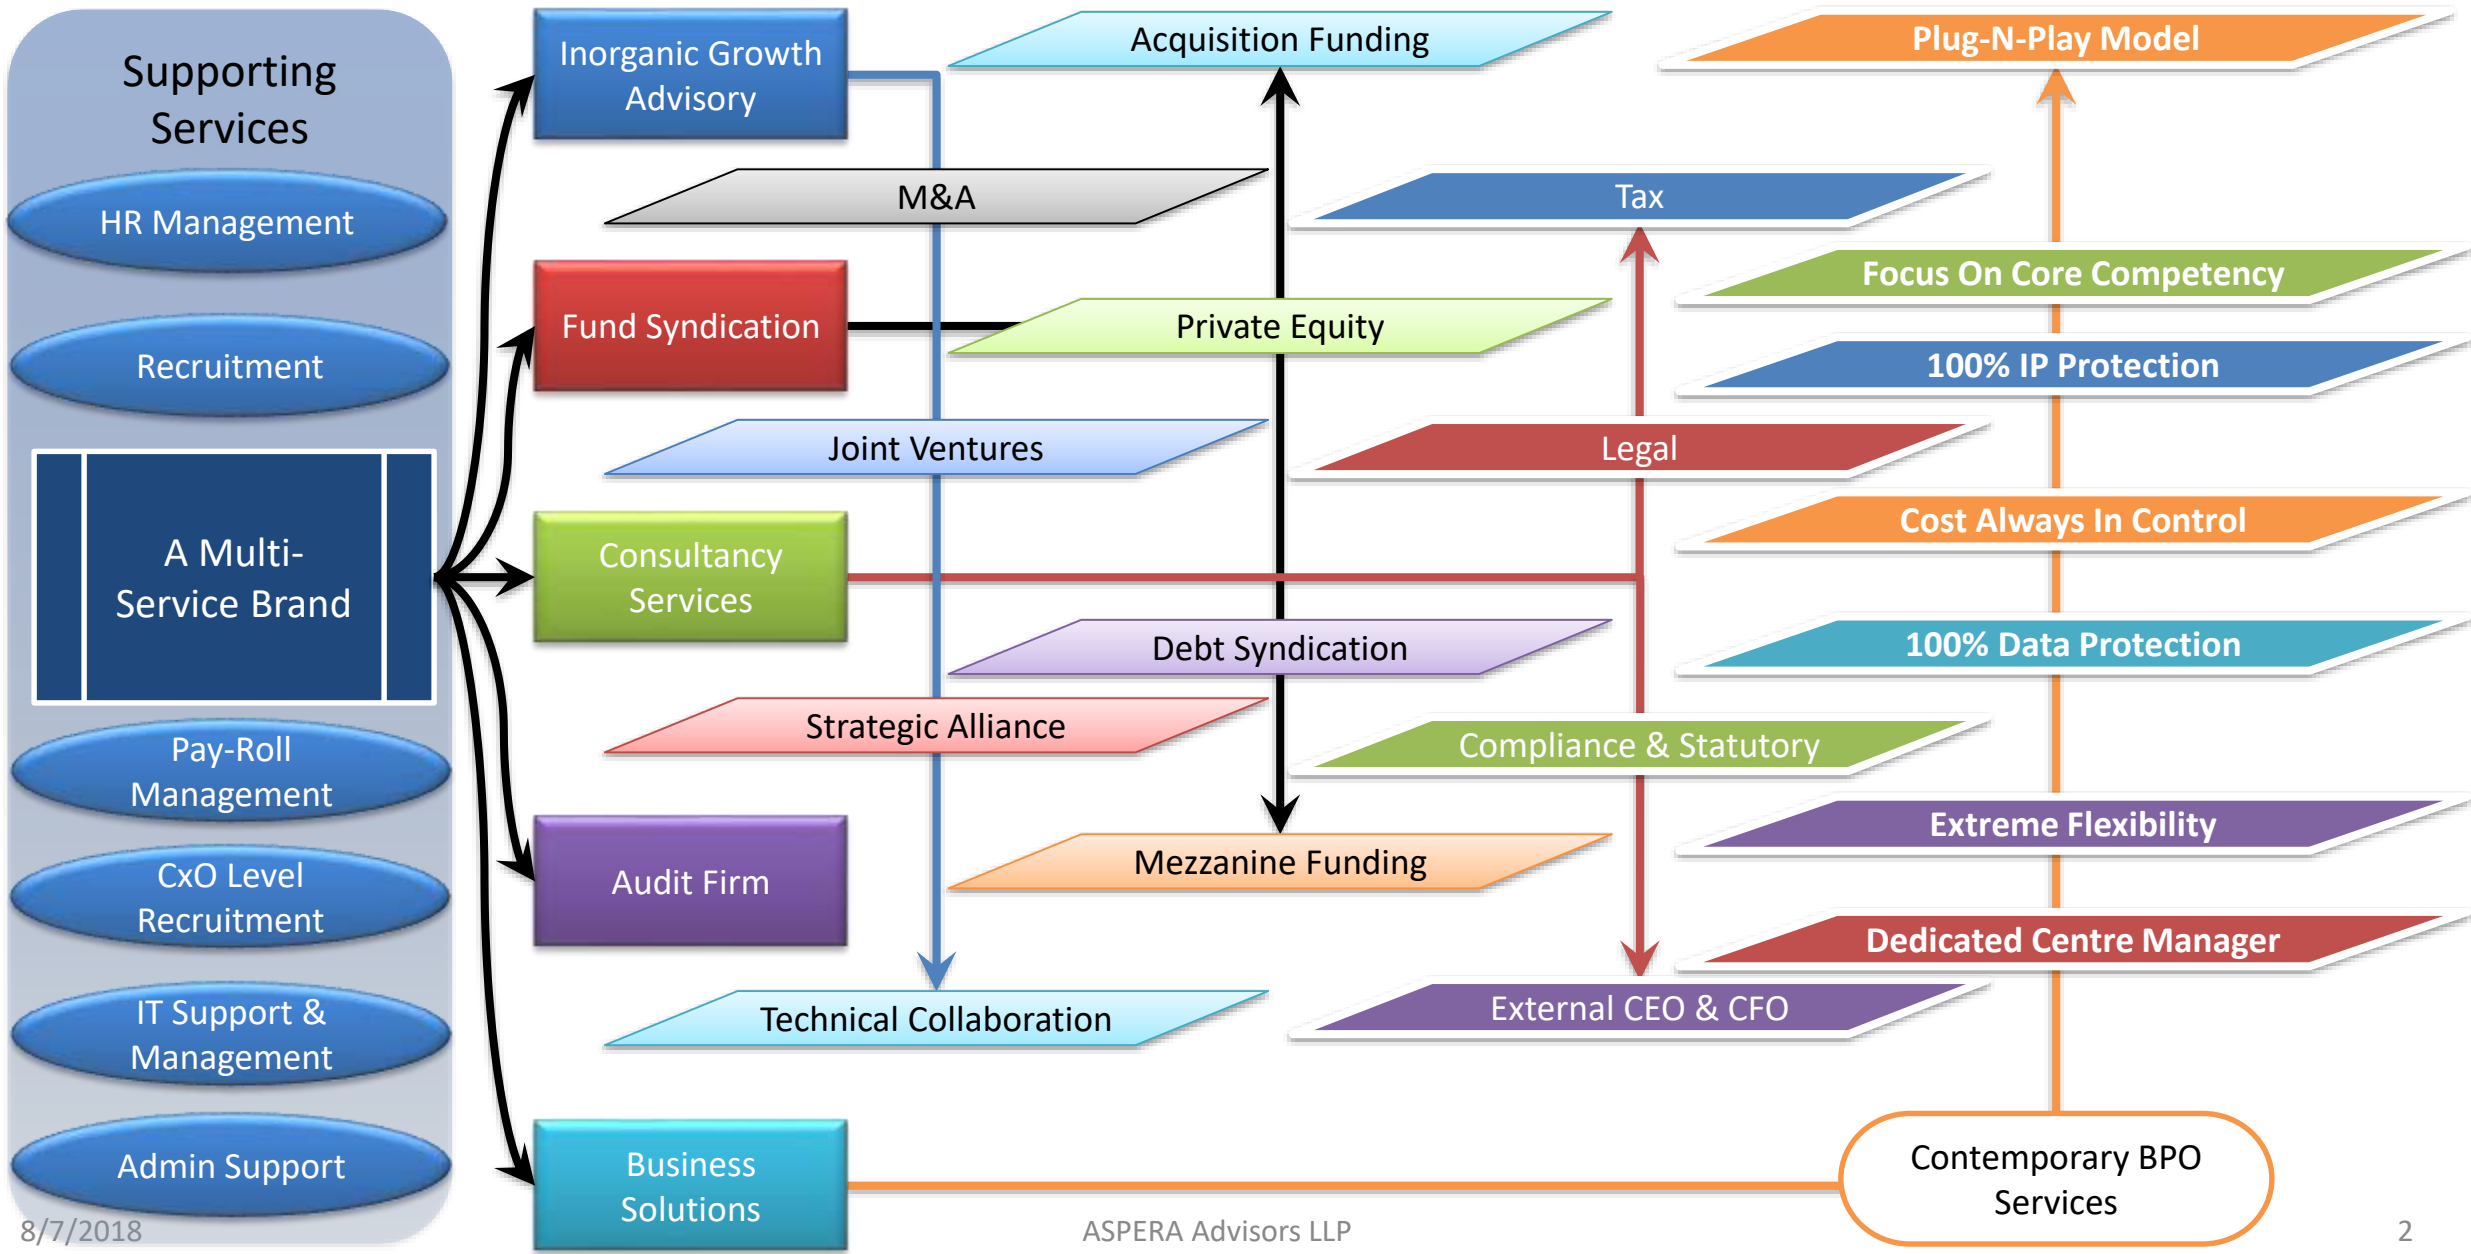 Supporting
Services
HR Management
Recruitment
A Multi-
Service Brand
Pay-Roll
Management
CxO Level
Recruitment
IT Support &
Management
Admin Support
Inorganic Growth
Advisory
Fund Syndication
Consultancy
Services
Audit Firm
Business
Solutions
M&A
Joint Ventures
Strategic Alliance
Technical Collaboration
Acquisition Funding
Private Equity
Debt Syndication
Mezzanine Funding
Tax
Legal
Compliance & Statutory
External CEO & CFO
Plug-N-Play Model
Focus On Core Competency
100% IP Protection
Cost Always In Control
100% Data Protection
Extreme Flexibility
Dedicated Centre Manager
Contemporary BPO
Services
8/7/2018
ASPERA Advisors LLP
2